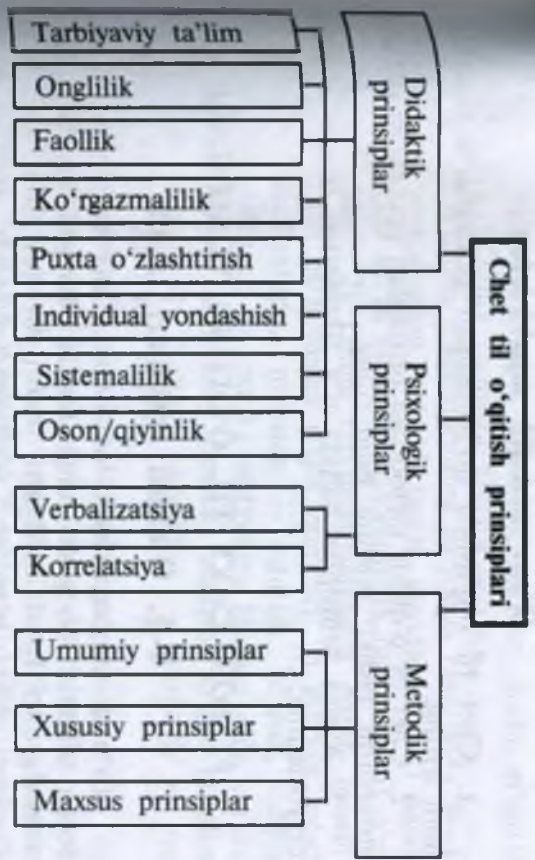 Chet til o‘qitish prinsiplari
Didaktik
prinsiplar
Tarbiyaviy ta’lim
Onglilik
Faollik
Ko‘rgazmalilik
Puxta o‘zlashtirish
Individual yondashish
Sistemalilik
Oson/qiyinlik
Psixologik
prinsiplar
Verbalizatsiya
Korrelatsiya
Metodik
prinsiplar
Umumiy prinsiplar
Xususiy prinsiplar
Maxsus prinsiplar